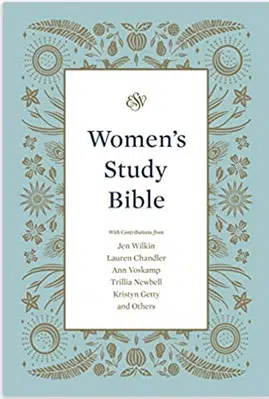 ESV
Women's
Study
Bible
With Contributions from
Jen Wilkin
Lauren Chandler
Ann Voskamp
Trillia Newbell
Kristyn Getty
and Others